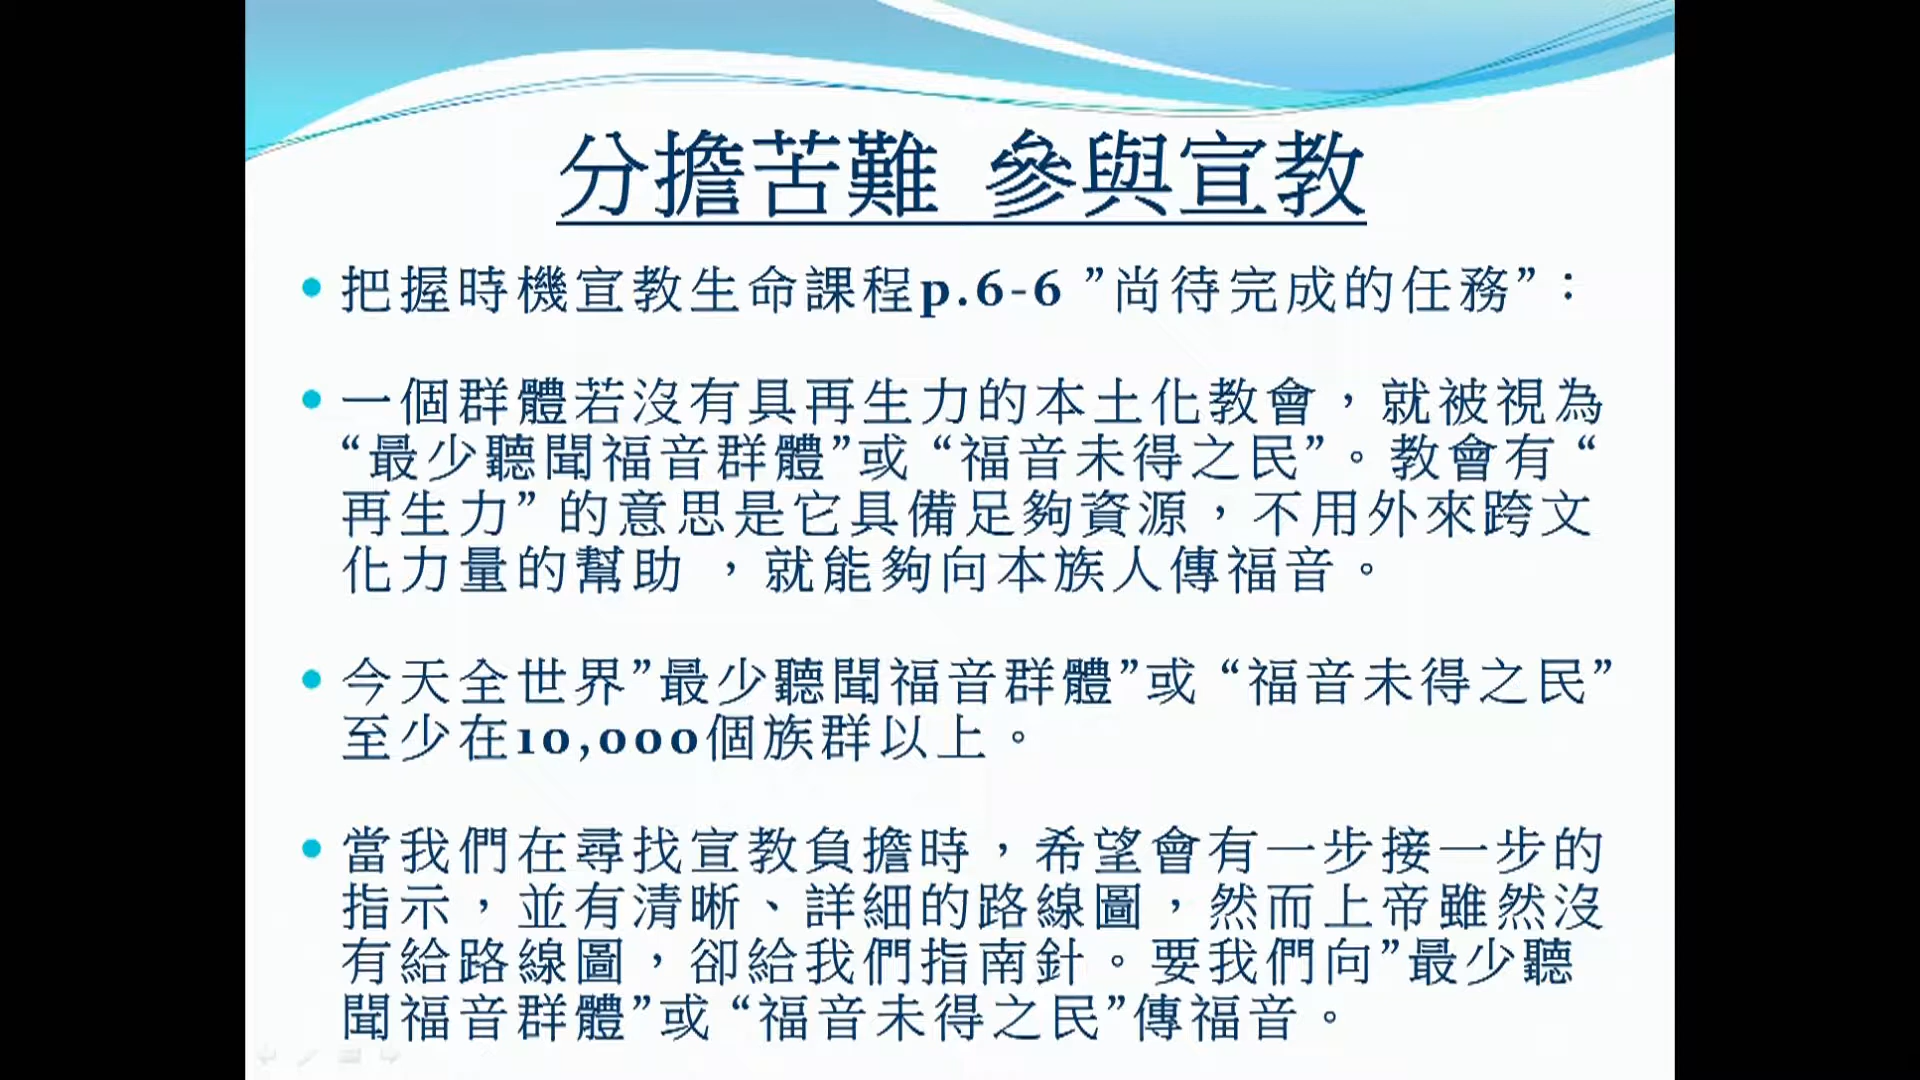 分擔苦難 參與宣教
把握時機宣教生命課程p.6-6 ”尚待完成的任務”：
一個群體若沒有具再生力的本土化教會，就被視為
“最少聽聞福音群體”或 “福音未得之民”。教會有 “
再生力” 的意思是它具備足夠資源，不用外來跨文
化力量的幫助 ，就能夠向本族人傳福音。
今天全世界”最少聽聞福音群體”或 “福音未得之民”
至少在10,000個族群以上。
當我們在尋找宣教負擔時，希望會有一步接一步的
指示，並有清晰、詳細的路線圖，然而上帝雖然沒
有給路線圖，卻給我們指南針。要我們向”最少聽
聞福音群體”或 “福音未得之民”傳福音。